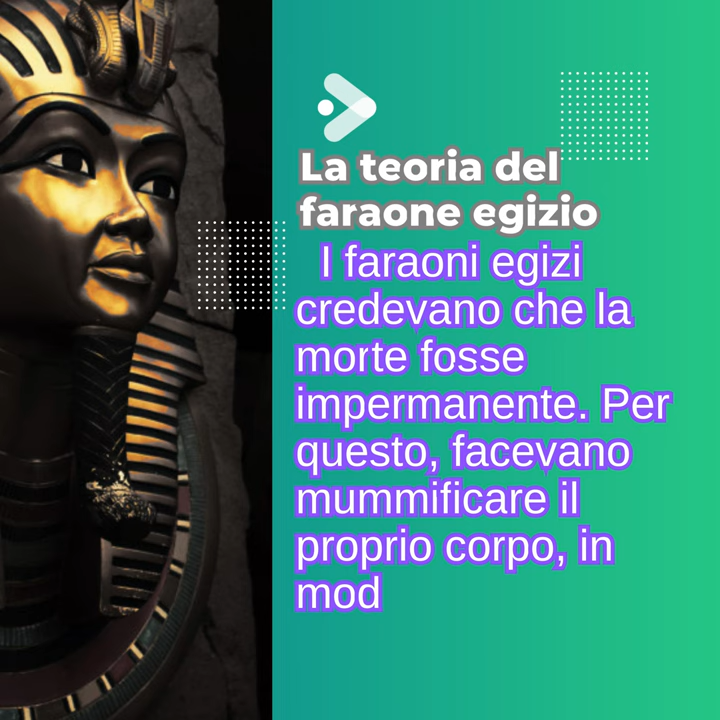 La teoria del
faraone egizio
I faraoni egizi
credevano che la
morte fosse
impermanente. Per
questo, facevano
mummificare il
proprio corpo, in
mod